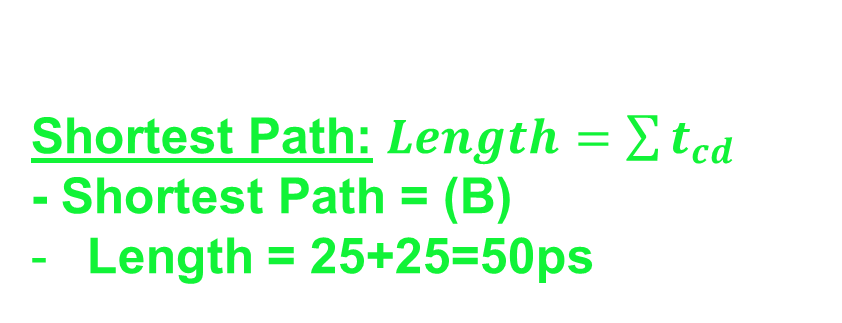 Shortest Path: Length = ∑ t_cd
- Shortest Path = (B)
- Length = 25+25=50ps